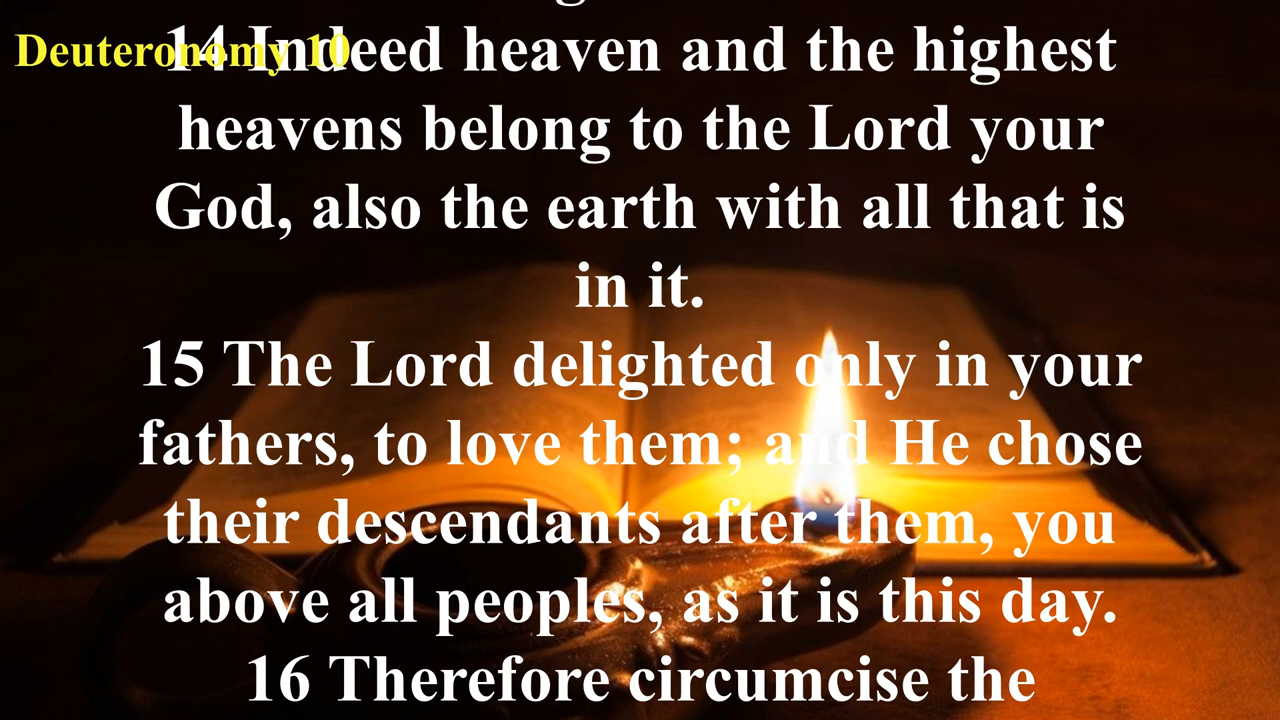 Deuteronomy 10
14 Indeed heaven and the highest
heavens belong to the Lord your
God, also the earth with all that is
in it.
15 The Lord delighted only in your
fathers, to love them; and He chose
their descendants after them, you
above all peoples, as it is this day.
16 Therefore circumcise the